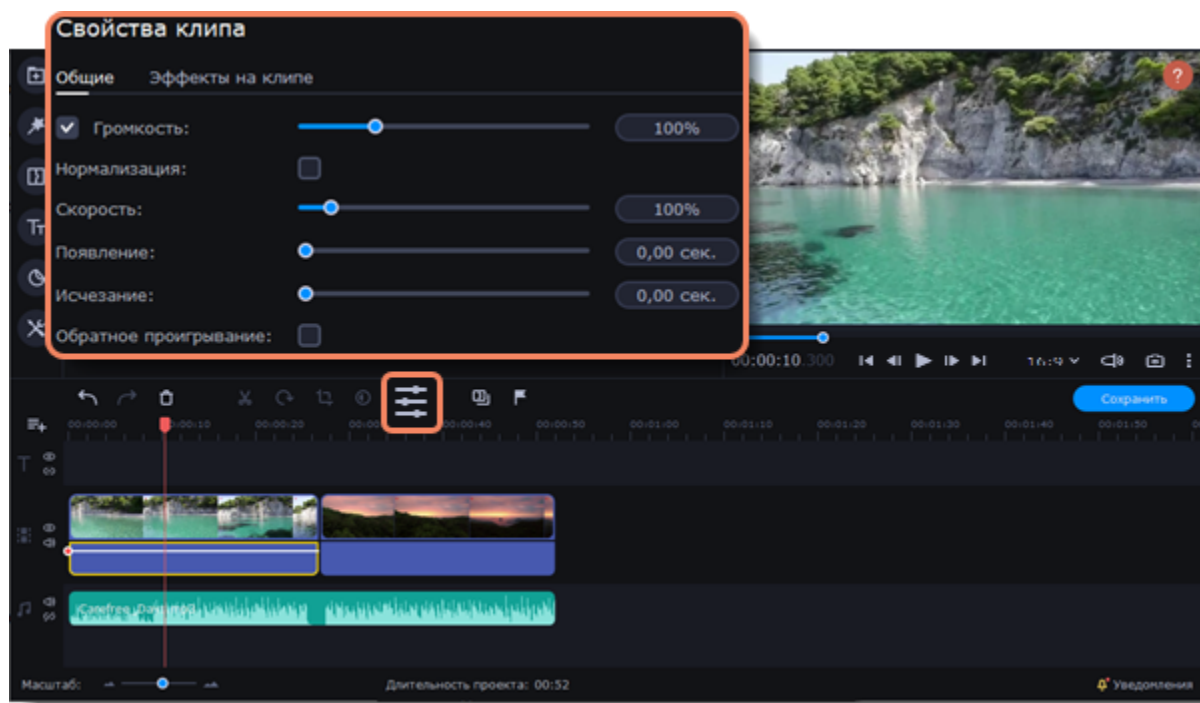 Свойства клипа
Общие Эффекты на клипе
Громкость: 100%
Нормализация:
Скорость: 100%
Появление: 0,00 сек.
Исчезание: 0,00 сек.
Обратное проигрывание:
?
00:00:10.300 16:9
Сохранить
00:00:00 00:00:10 00:00:20 00:00:40 00:00:50 00:01:00 00:01:10 00:01:20 00:01:30 00:01:40 00:01:50
Carefree
Масштаб: Длительность проекта: 00:52 Уведомления